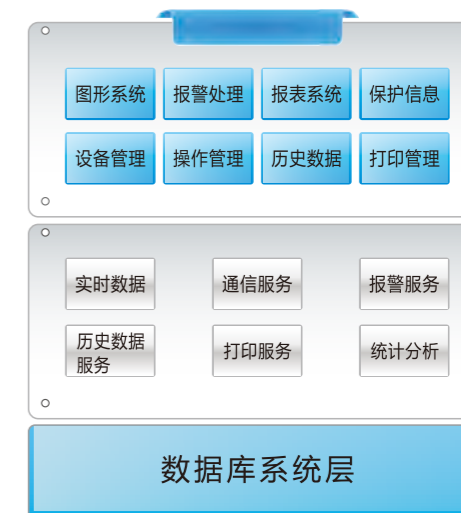 图形系统 报警处理 报表系统 保护信息
设备管理 操作管理 历史数据 打印管理
实时数据 通信服务 报警服务
历史数据
服务
打印服务 统计分析
数据库系统层